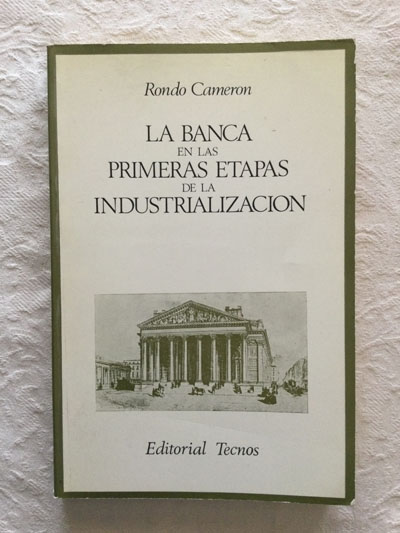 Rondo Cameron
LA BANCA
EN LAS
PRIMERAS ETAPAS
DE LA
INDUSTRIALIZACION
Editorial Tecnos